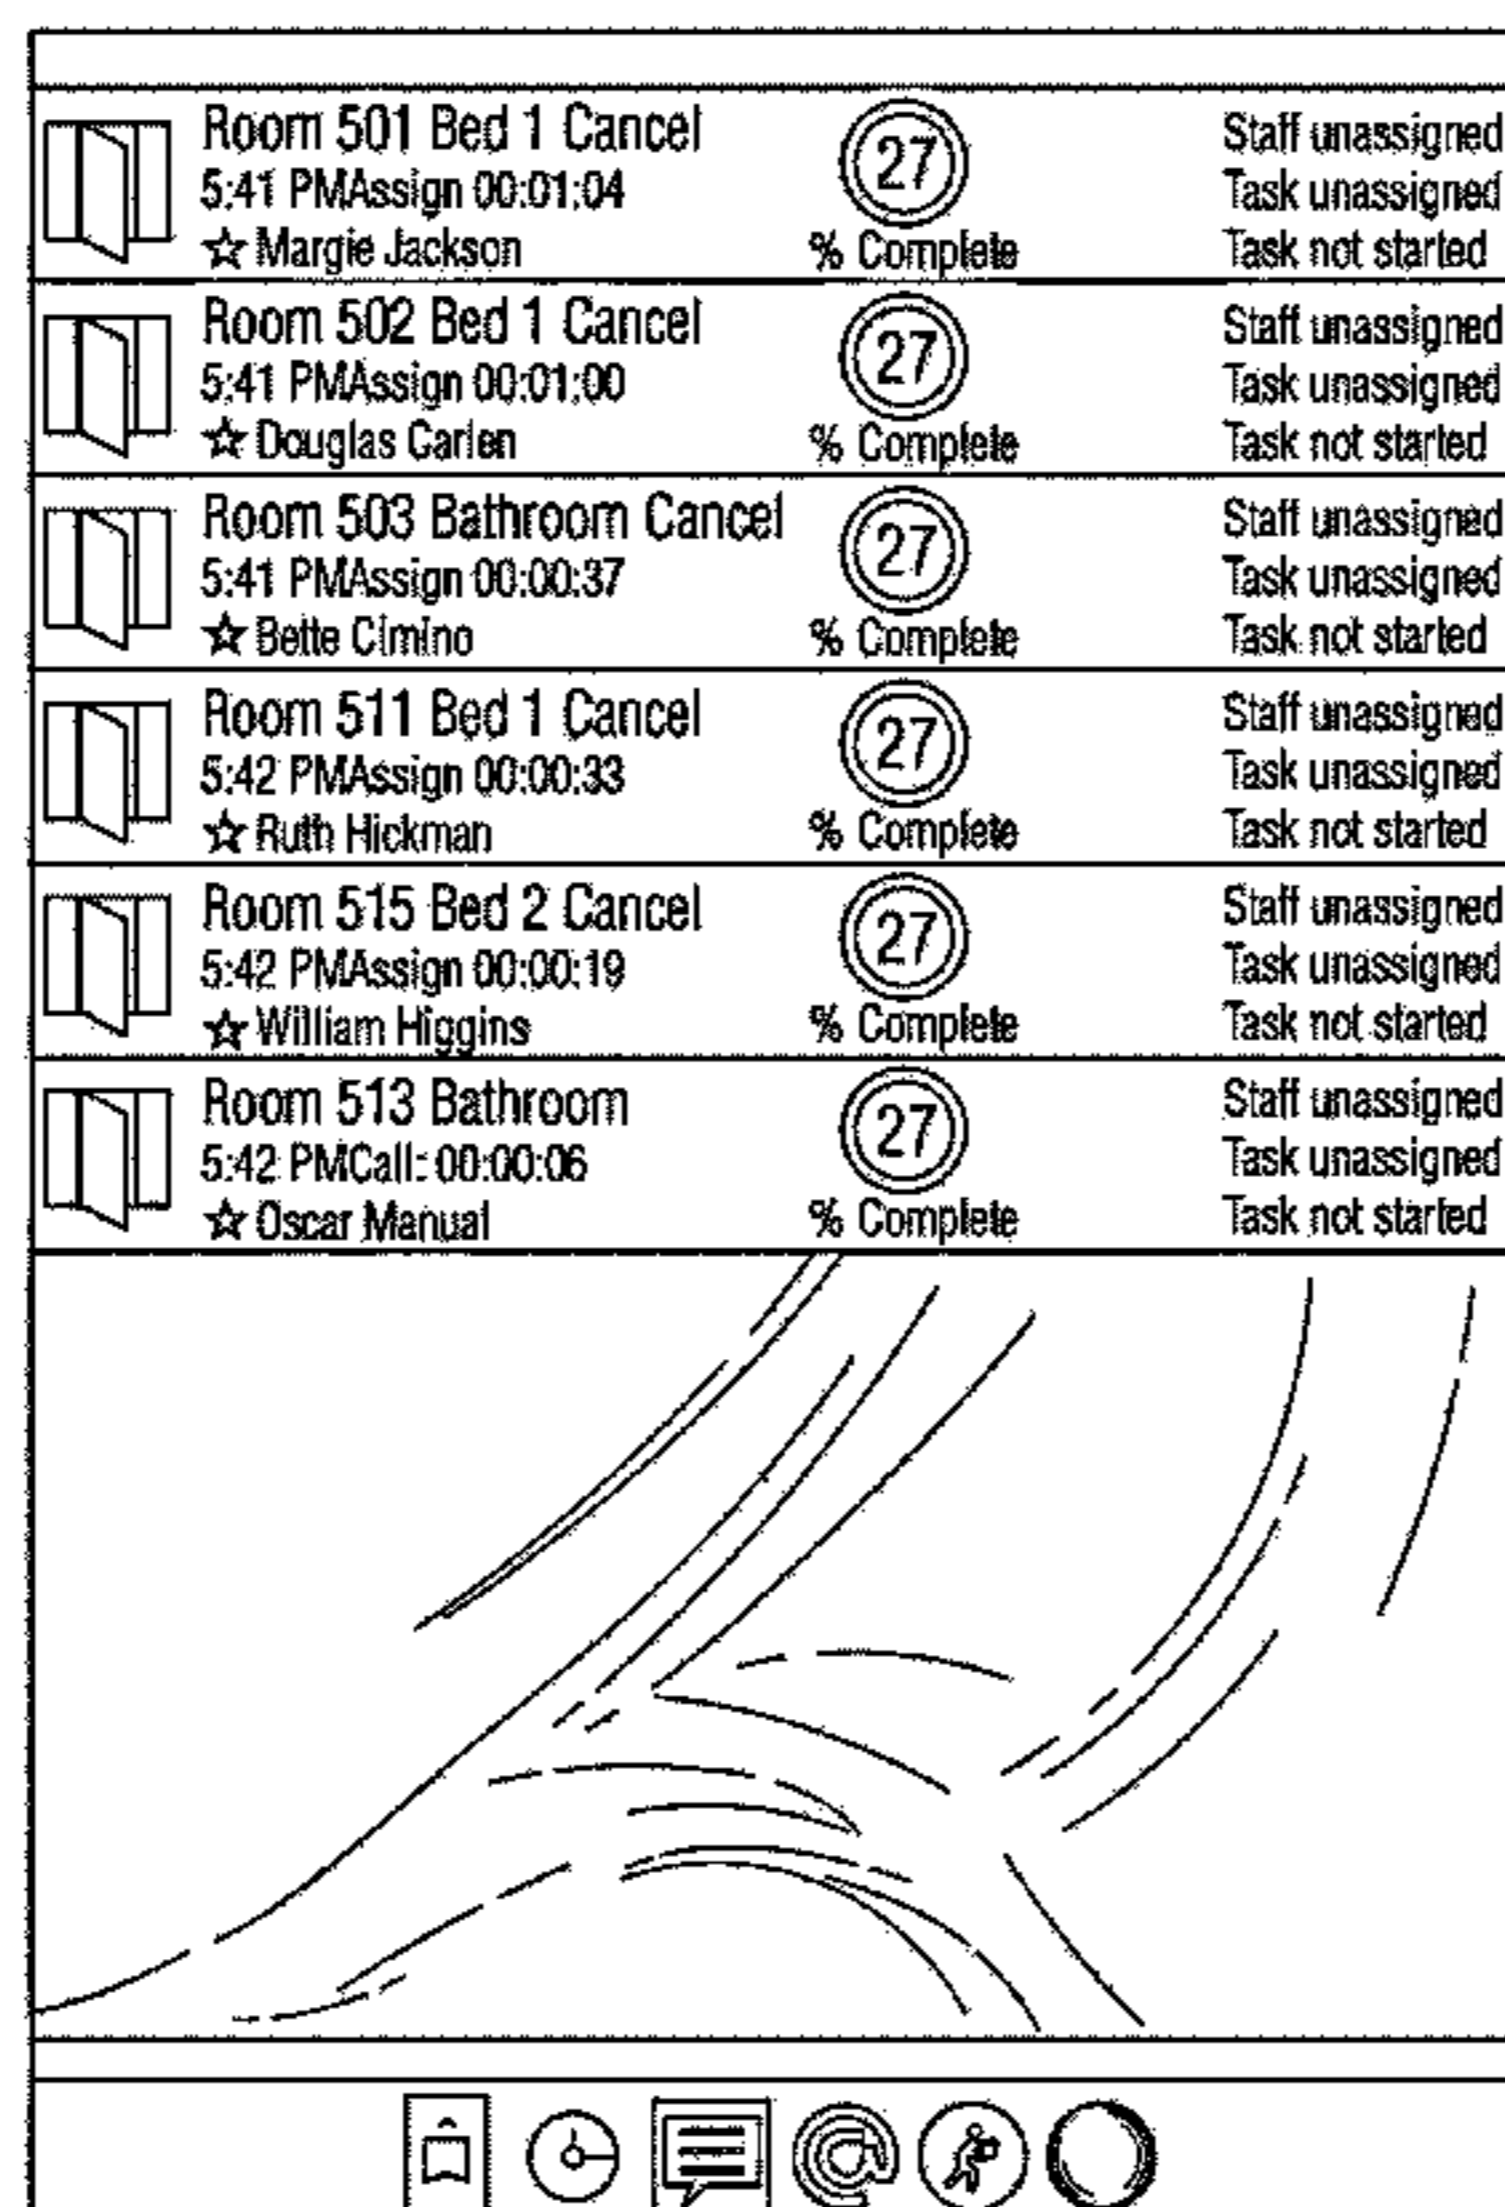 Room 501 Bed 1 Cancel
5:41 PMAssign 00:01:04
☆ Margie Jackson
27
% Complete
Staff unassigned
Task unassigned
Task not started
Room 502 Bed 1 Cancel
5:41 PMAssign 00:01:00
☆ Douglas Carlen
27
% Complete
Staff unassigned
Task unassigned
Task not started
Room 503 Bathroom Cancel
5:41 PMAssign 00:00:37
☆ Bette Cimino
27
% Complete
Staff unassigned
Task unassigned
Task not started
Room 511 Bed 1 Cancel
5:42 PMAssign 00:00:33
☆ Ruth Hickman
27
% Complete
Staff unassigned
Task unassigned
Task not started
Room 515 Bed 2 Cancel
5:42 PMAssign 00:00:19
☆ William Higgins
27
% Complete
Staff unassigned
Task unassigned
Task not started
Room 513 Bathroom
5:42 PMCall: 00:00:06
☆ Oscar Manual
27
% Complete
Staff unassigned
Task unassigned
Task not started